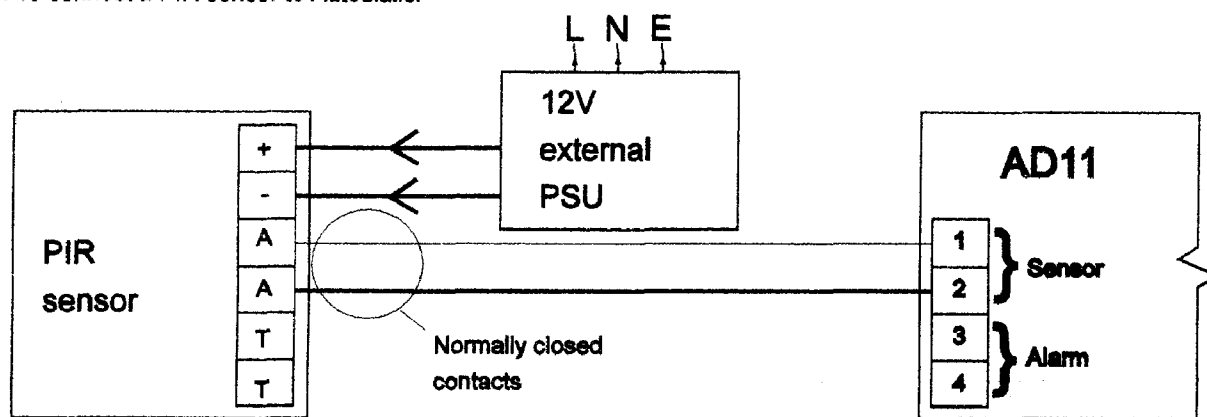 L N E
12V
external
PSU
AD11
PIR
sensor
+
-
A
A
T
T
1
2
3
4
Sensor
Alarm
Normally closed
contacts